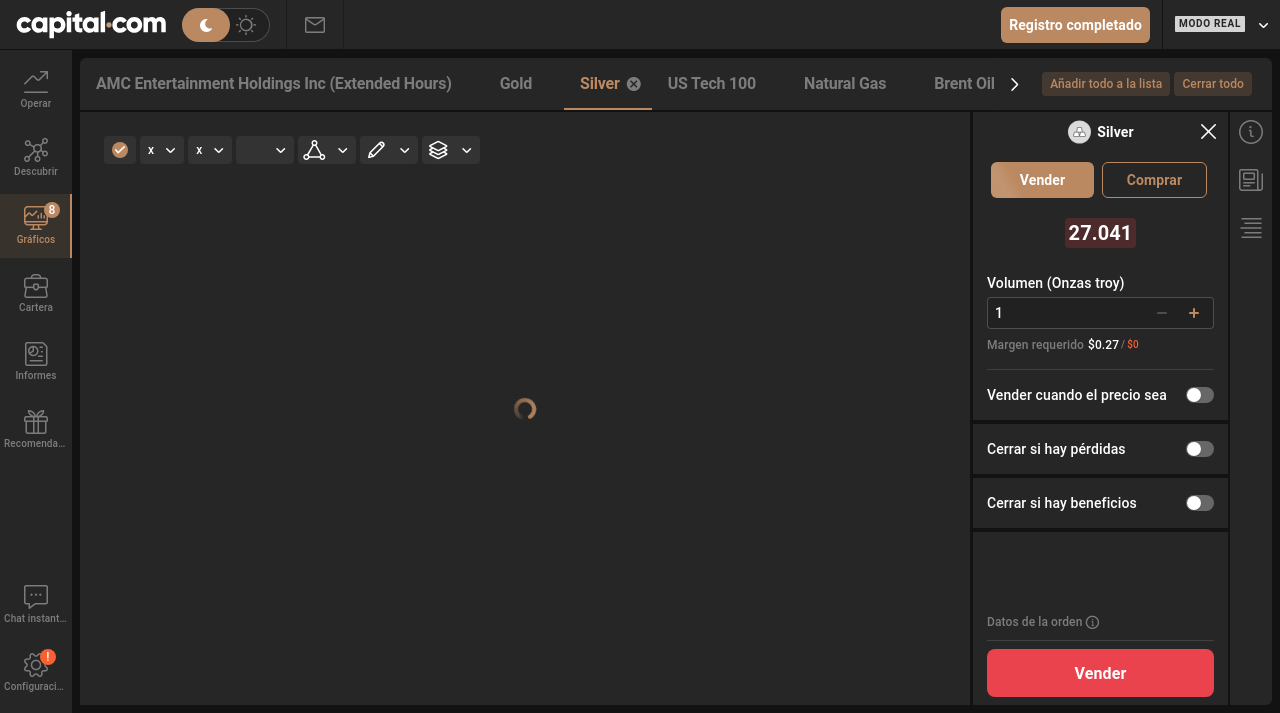 capital.com
Registro completado
MODO REAL
Operar
Descubrir
8
Gráficos
Cartera
Informes
Recomenda...
Chat instant...
!
Configuraci...
AMC Entertainment Holdings Inc (Extended Hours)
Gold
Silver
US Tech 100
Natural Gas
Brent Oil
Añadir todo a la lista
Cerrar todo
x
x
Silver
Vender
Comprar
27.041
Volumen (Onzas troy)
1
Margen requerido $0.27 / $0
Vender cuando el precio sea
Cerrar si hay pérdidas
Cerrar si hay beneficios
Datos de la orden
Vender